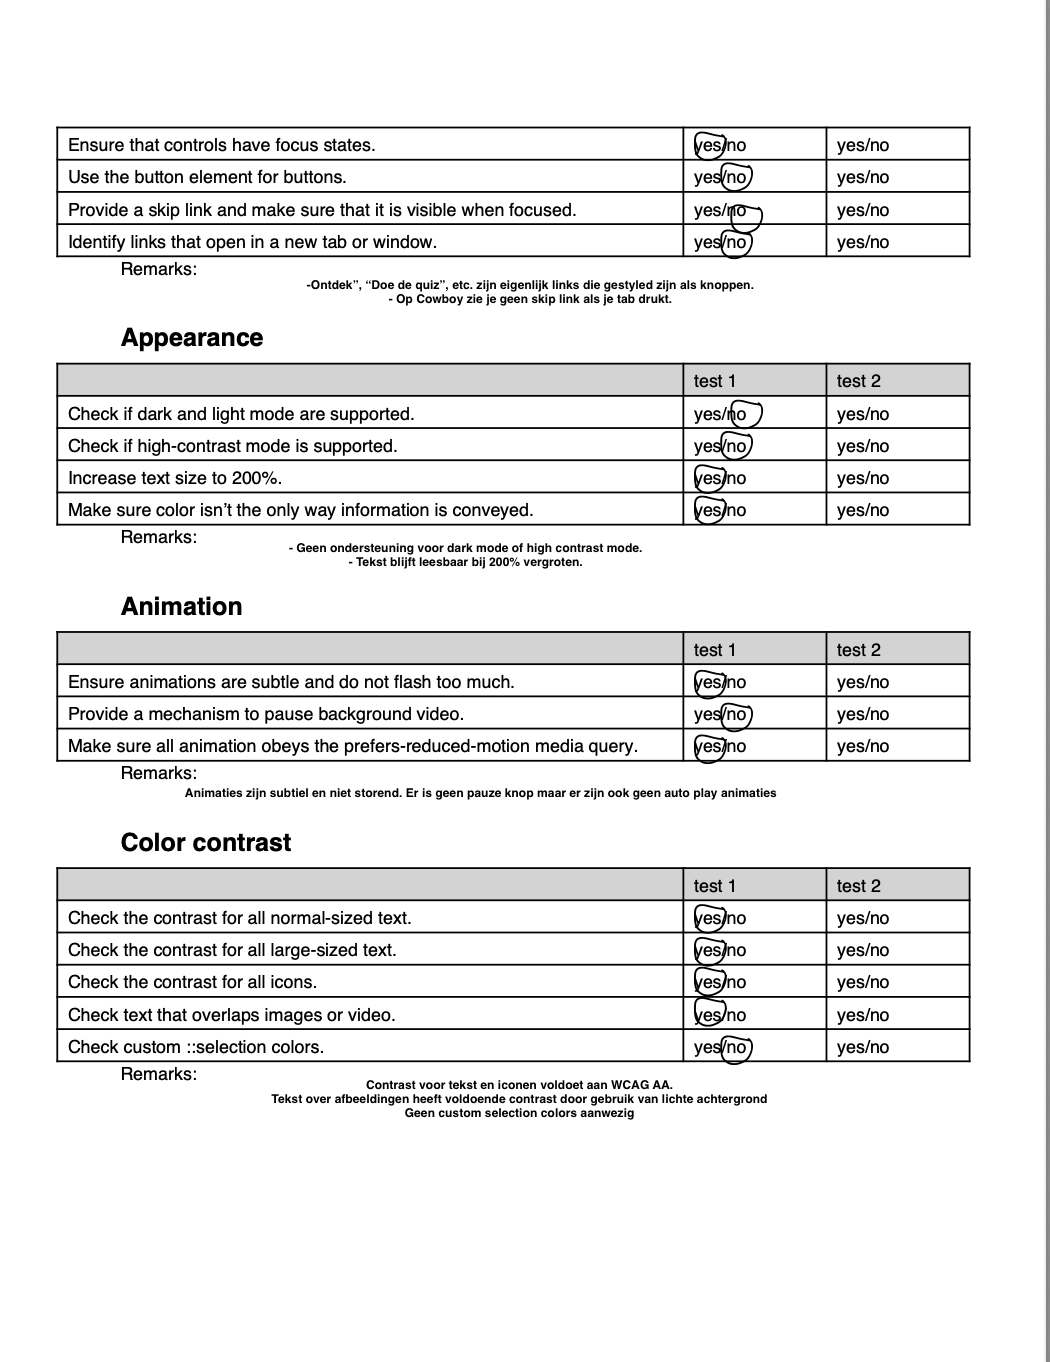 Ensure that controls have focus states. yes/no yes/no
Use the button element for buttons. yes/no yes/no
Provide a skip link and make sure that it is visible when focused. yes/no yes/no
Identify links that open in a new tab or window. yes/no yes/no
Remarks:
-Ontdek”, “Doe de quiz”, etc. zijn eigenlijk links die gestyled zijn als knoppen.
- Op Cowboy zie je geen skip link als je tab drukt.
Appearance
test 1 test 2
Check if dark and light mode are supported. yes/no yes/no
Check if high-contrast mode is supported. yes/no yes/no
Increase text size to 200%. yes/no yes/no
Make sure color isn’t the only way information is conveyed. yes/no yes/no
Remarks:
- Geen ondersteuning voor dark mode of high contrast mode.
- Tekst blijft leesbaar bij 200% vergroten.
Animation
test 1 test 2
Ensure animations are subtle and do not flash too much. yes/no yes/no
Provide a mechanism to pause background video. yes/no yes/no
Make sure all animation obeys the prefers-reduced-motion media query. yes/no yes/no
Remarks:
Animaties zijn subtiel en niet storend. Er is geen pauze knop maar er zijn ook geen auto play animaties
Color contrast
test 1 test 2
Check the contrast for all normal-sized text. yes/no yes/no
Check the contrast for all large-sized text. yes/no yes/no
Check the contrast for all icons. yes/no yes/no
Check text that overlaps images or video. yes/no yes/no
Check custom ::selection colors. yes/no yes/no
Remarks:
Contrast voor tekst en iconen voldoet aan WCAG AA.
Tekst over afbeeldingen heeft voldoende contrast door gebruik van lichte achtergrond
Geen custom selection colors aanwezig